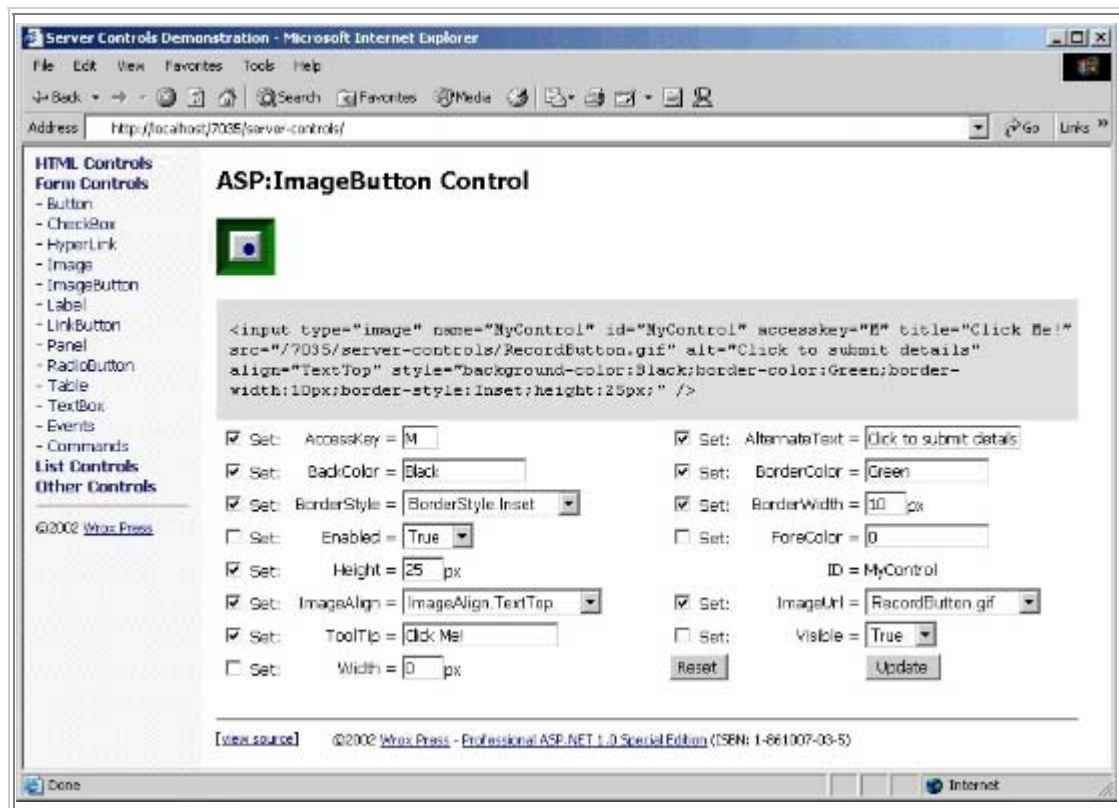 Server Controls Demonstration - Microsoft Internet Explorer
File Edit View Favorites Tools Help
Back Search Favorites Media
Address http://localhost/7035/server-controls/ Go Links »
HTML Controls
Form Controls
- Button
- CheckBox
- HyperLink
- Image
- ImageButton
- Label
- LinkButton
- Panel
- RadioButton
- Table
- TextBox
- Events
- Commands
List Controls
Other Controls
©2002 Wrox Press
ASP:ImageButton Control
<input type="image" name="MyControl" id="MyControl" accesskey="M" title="Click Me!"
src="/7035/server-controls/RecordButton.gif" alt="Click to submit details"
align="TextTop" style="background-color:Black;border-color:Green;border-
width:10px;border-style:Inset;height:25px;" />
Set: AccessKey = M Set: AlternateText = Click to submit details
Set: BackColor = Black Set: BorderColor = Green
Set: BorderStyle = BorderStyle.Inset Set: BorderWidth = 10 px
Set: Enabled = True Set: ForeColor = 0
Set: Height = 25 px ID = MyControl
Set: ImageAlign = ImageAlign.TextTop Set: ImageUrl = RecordButton.gif
Set: ToolTip = Click Me! Set: Visible = True
Set: Width = 0 px Reset Update
[view source] ©2002 Wrox Press - Professional ASP.NET 1.0 Special Edition (ISBN: 1-861007-03-5)
Done Internet